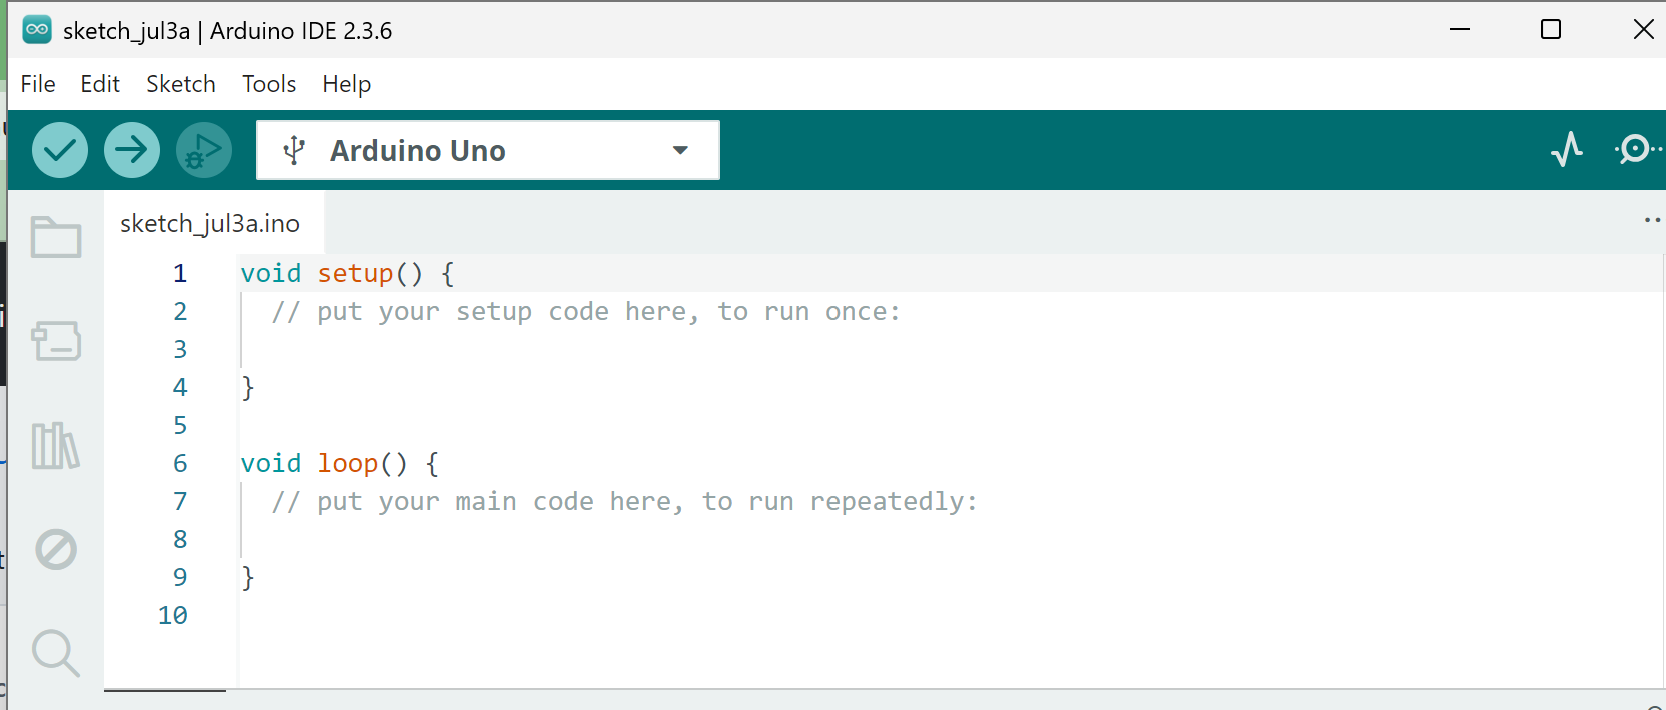 sketch_jul3a | Arduino IDE 2.3.6
File Edit Sketch Tools Help
Arduino Uno
sketch_jul3a.ino
1 void setup() {
2 // put your setup code here, to run once:
3
4 }
5
6 void loop() {
7 // put your main code here, to run repeatedly:
8
9 }
10